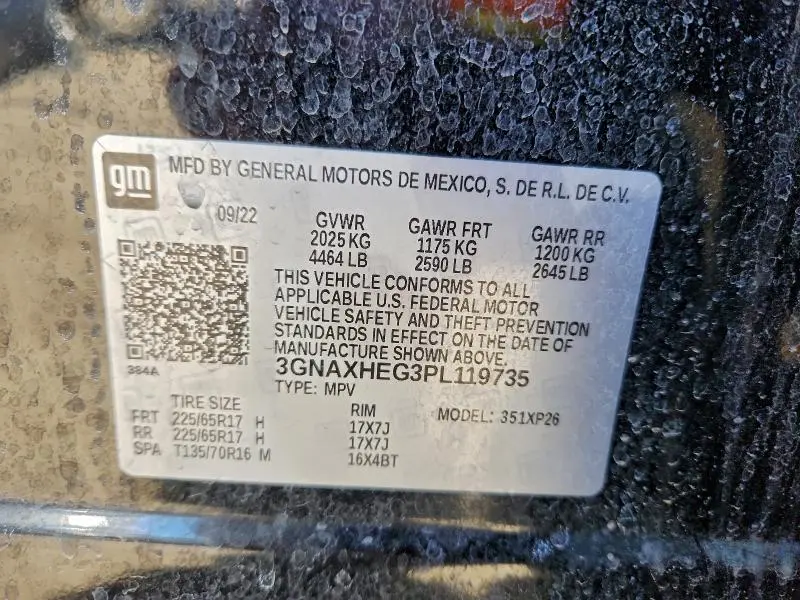 gm
MFD BY GENERAL MOTORS DE MEXICO, S. DE R.L. DE C.V.
09/22
GVWR GAWR FRT GAWR RR
2025 KG 1175 KG 1200 KG
4464 LB 2590 LB 2645 LB
THIS VEHICLE CONFORMS TO ALL
APPLICABLE U.S. FEDERAL MOTOR
VEHICLE SAFETY AND THEFT PREVENTION
STANDARDS IN EFFECT ON THE DATE OF
MANUFACTURE SHOWN ABOVE.
384A
3GNAXHEG3PL119735
TYPE: MPV
TIRE SIZE RIM MODEL: 351XP26
FRT 225/65R17 H 17X7J
RR 225/65R17 H 17X7J
SPA T135/70R16 M 16X4BT